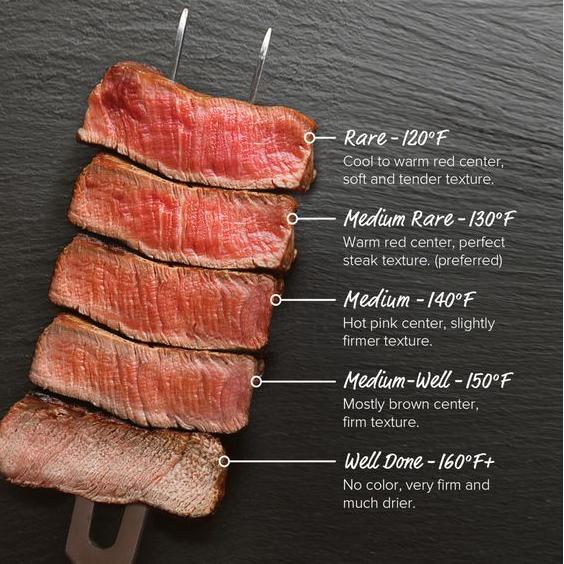 Rare - 120°F
Cool to warm red center,
soft and tender texture.
Medium Rare - 130°F
Warm red center, perfect
steak texture. (preferred)
Medium - 140°F
Hot pink center, slightly
firmer texture.
Medium-Well - 150°F
Mostly brown center,
firm texture.
Well Done - 160°F+
No color, very firm and
much drier.